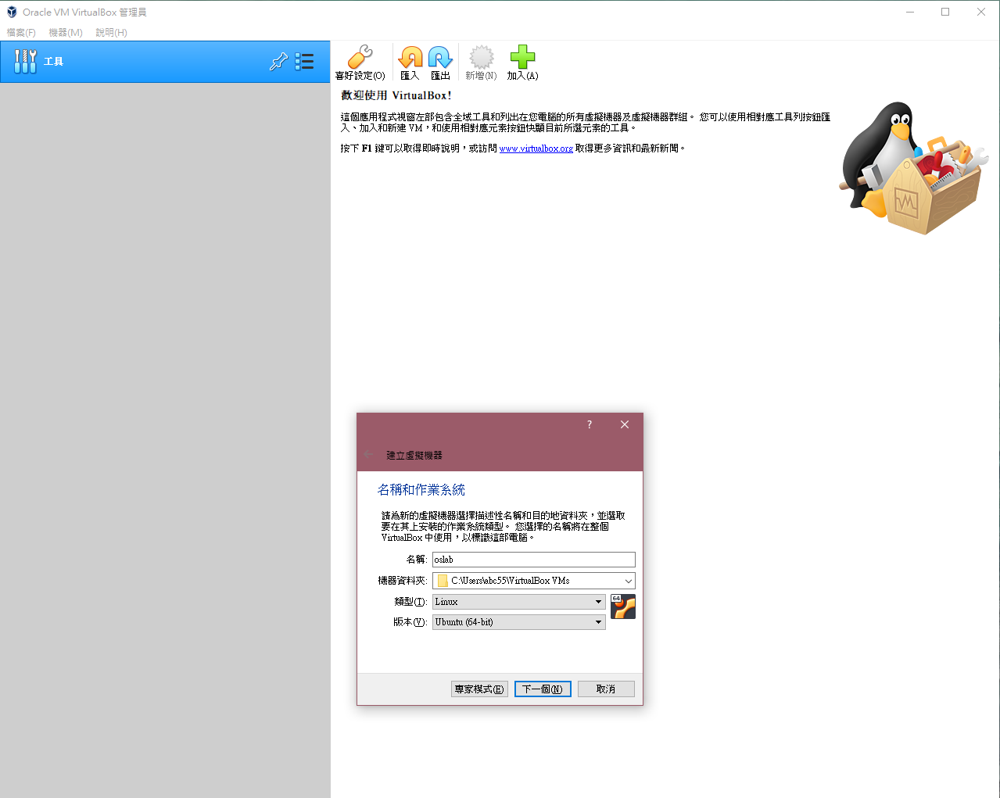 Oracle VM VirtualBox 管理員
檔案(F) 機器(M) 說明(H)
工具
喜好設定(O) 匯入 匯出 新增(N) 加入(A)
歡迎使用 VirtualBox!
這個應用程式視窗左部包含全域工具和列出在您電腦的所有虛擬機器及虛擬機器群組。 您可以使用相對應工具列按鈕匯
入、加入和新建 VM，和使用相對應元素按鈕快顯目前所選元素的工具。
按下 F1 鍵可以取得即時說明，或訪問 www.virtualbox.org 取得更多資訊和最新新聞。
?
建立虛擬機器
名稱和作業系統
請為新的虛擬機器選擇描述性名稱和目的地資料夾，並選取
要在其上安裝的作業系統類型。 您選擇的名稱將在整個
VirtualBox 中使用，以標識這部電腦。
名稱: oslab
機器資料夾: C:\Users\abc55\VirtualBox VMs
類型(T): Linux
64
版本(V): Ubuntu (64-bit)
專家模式(E) 下一個(N) 取消